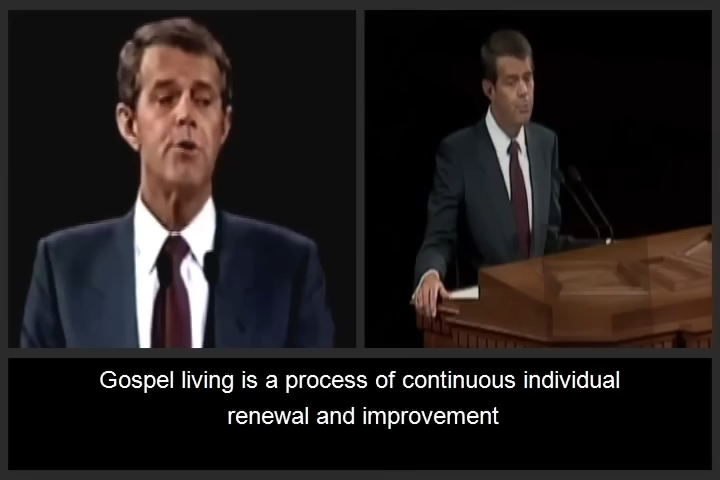 Gospel living is a process of continuous individual
renewal and improvement